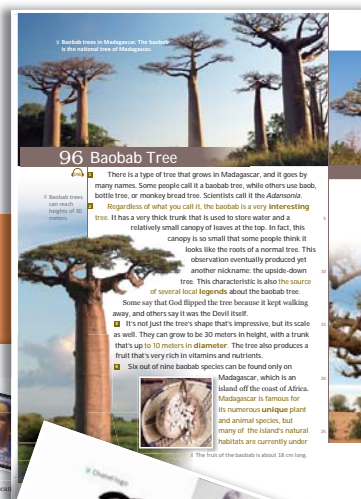 Baobab trees in Madagascar. The baobab
is the national tree of Madagascar.
96 Baobab Tree
1 There is a type of tree that grows in Madagascar, and it goes by
many names. Some people call it a baobab tree, while others use baob,
bottle tree, or monkey bread tree. Scientists call it the Adansonia.
2 Regardless of what you call it, the baobab is a very interesting
tree. It has a very thick trunk that is used to store water and a
5
relatively small canopy of leaves at the top. In fact, this
canopy is so small that some people think it
looks like the roots of a normal tree. This
observation eventually produced yet
another nickname: the upside-down
10
tree. This characteristic is also the source
of several local legends about the baobab tree.
Some say that God flipped the tree because it kept walking
away, and others say it was the Devil itself.
3 It's not just the tree's shape that's impressive, but its scale
15
as well. They can grow to be 30 meters in height, with a trunk
that's up to 10 meters in diameter. The tree also produces a
fruit that's very rich in vitamins and nutrients.
4 Six out of nine baobab species can be found only on
Madagascar, which is an
20
island off the coast of Africa.
Madagascar is famous for
its numerous unique plant
and animal species, but
many of the island's natural
25
habitats are currently under
Baobab trees
can reach
heights of 30
meters.
The fruit of the baobab is about 18 cm long.
Chanel logo
can